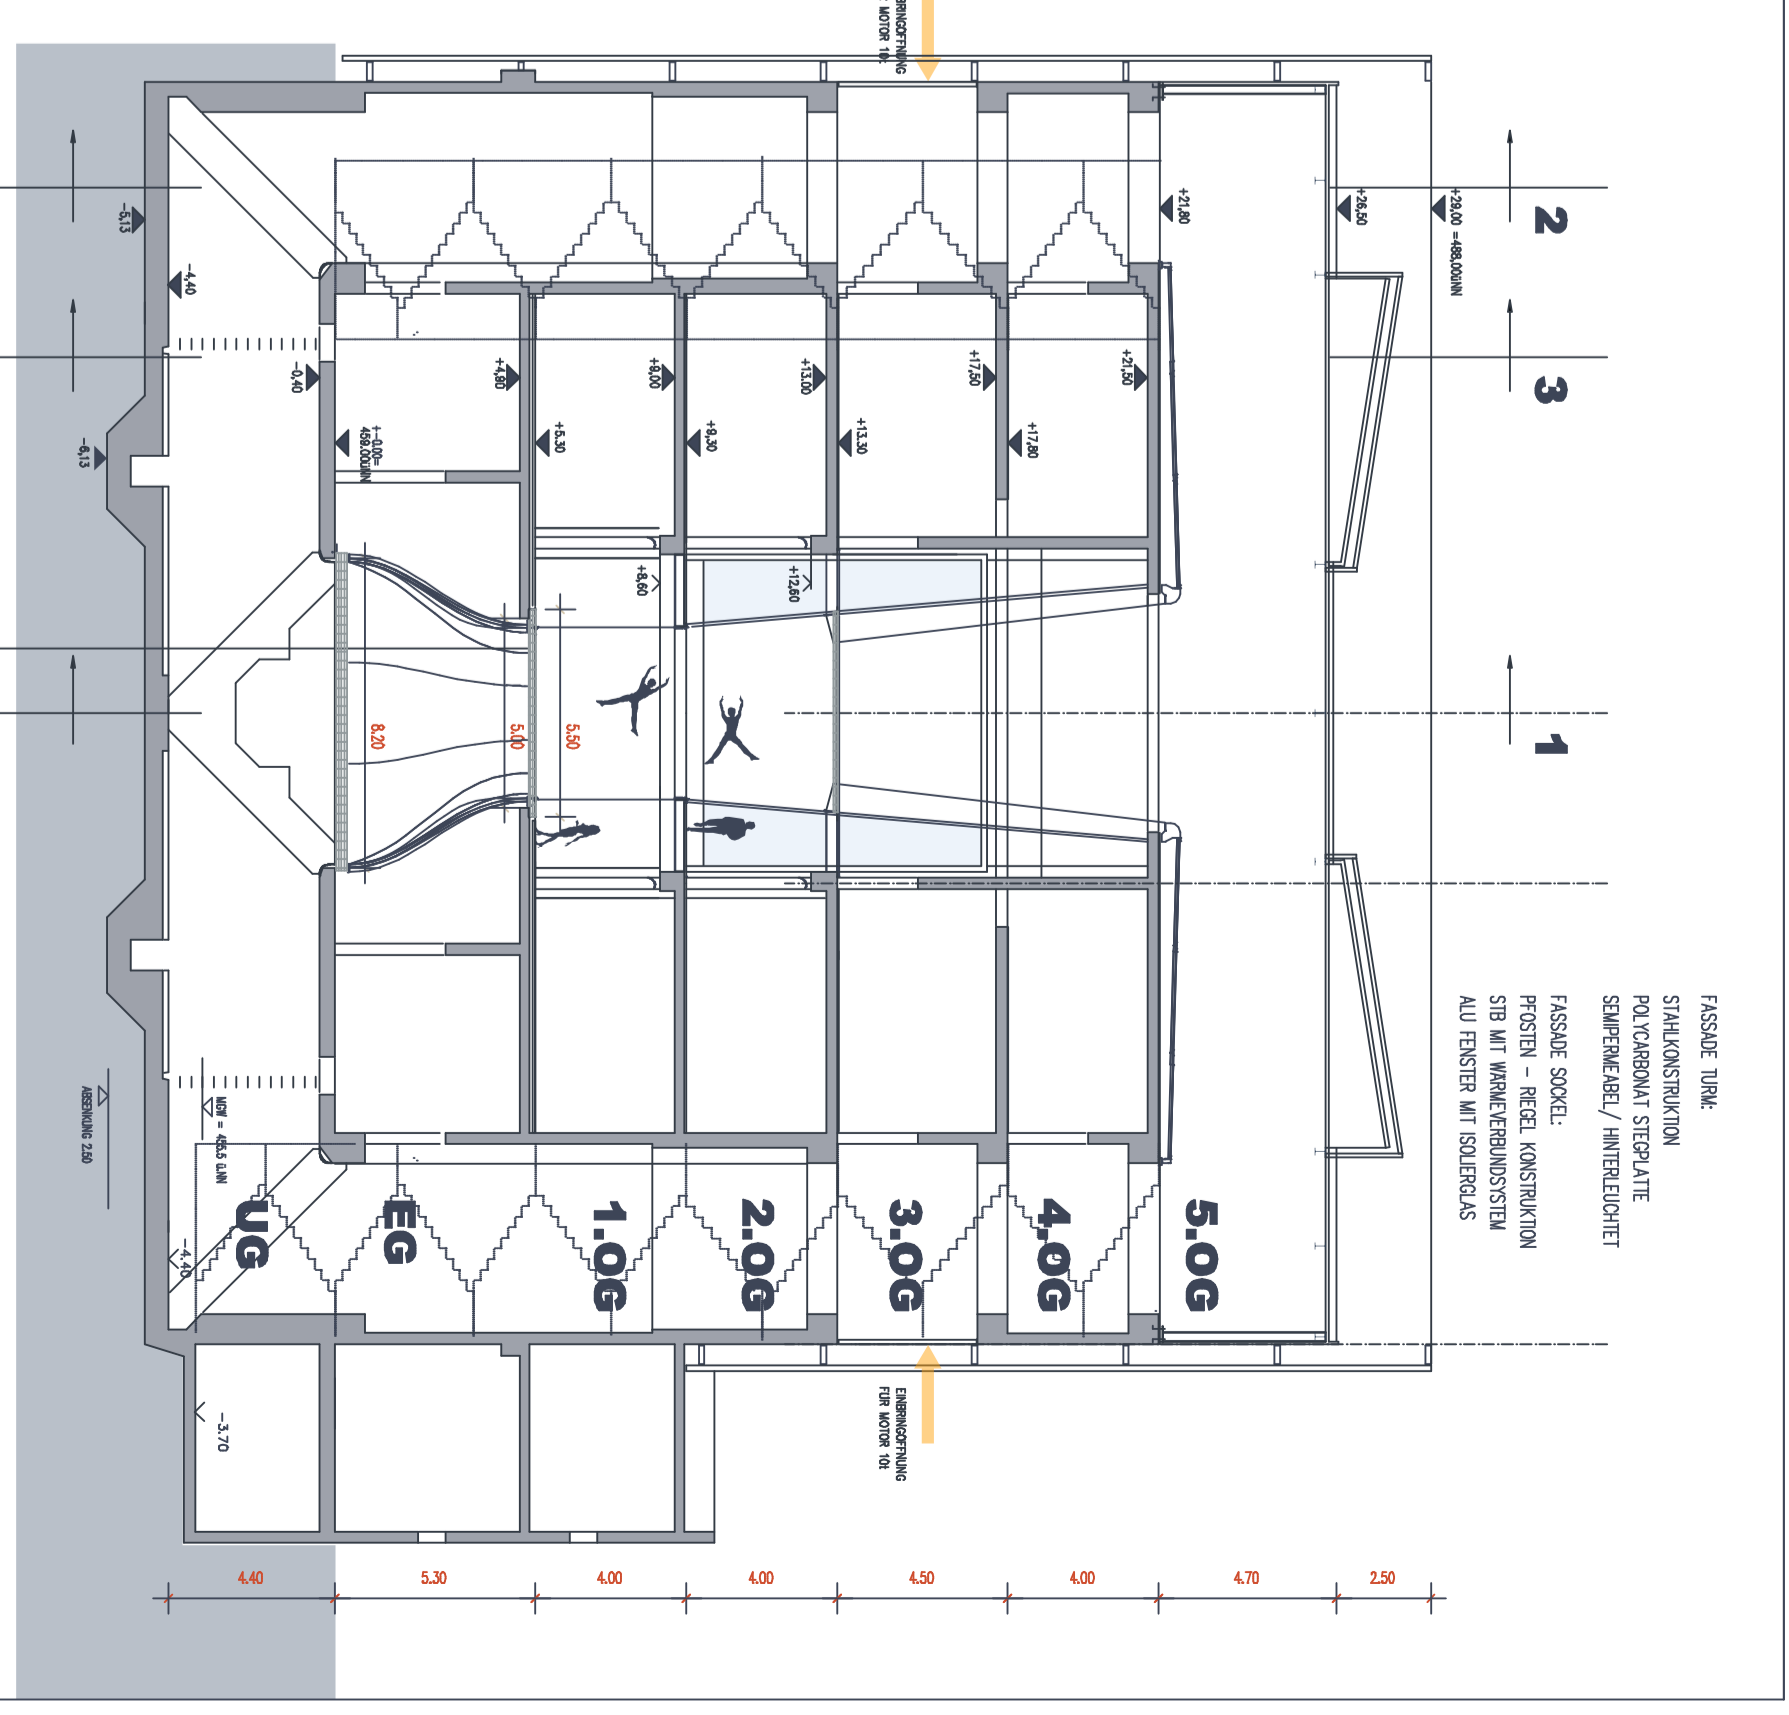 2
3
1
+29,00 =488,00üNN
+26,50
+21,80
-5,13
-4,40
-0,40
+4,80
+9,00
+13.00
+17,50
+21,50
-6,13
+-0.00=
459.00üNN
+5.30
+9,30
+13.30
+17,80
+8,60
+12,60
8.20
5.00
5.50
FASSADE TURM:
STAHLKONSTRUKTION
POLYCARBONAT STEGPLATTE
SEMIPERMEABEL/ HINTERLEUCHTET
FASSADE SOCKEL:
PFOSTEN - RIEGEL KONSTRUKTION
STB MIT WÄRMEVERBUNDSYSTEM
ALU FENSTER MIT ISOLIERGLAS
MOTOR 10t
ABSENKUNG 2.50
MGW = 455.5 ü.NN
-4.40
UG
EG
1.OG
2.OG
3.OG
4.OG
5.OG
EINBRINGÖFFNUNG
FÜR MOTOR 10t
-3.70
4.40
5.30
4.00
4.00
4.50
4.00
4.70
2.50